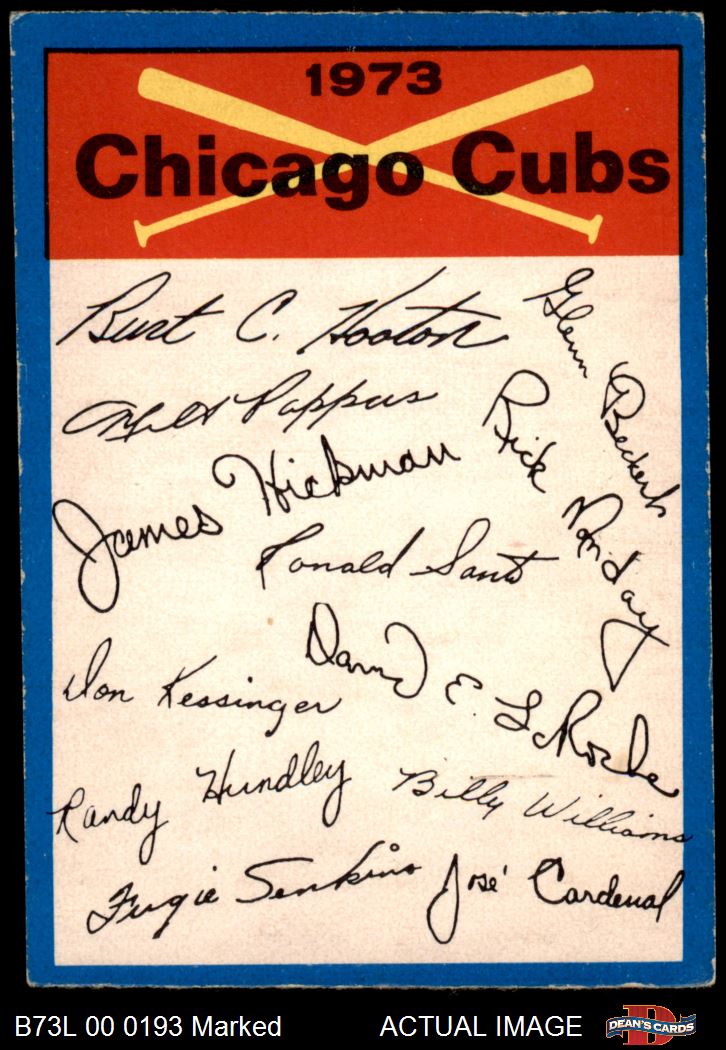 1973
Chicago Cubs
Burt C. Hooton
Glenn Beckert
Milt Pappas
Rick Monday
James Hickman
Ronald Santo
David E. LaRoche
Don Kessinger
Randy Hundley
Billy Williams
Fergie Jenkins
José Cardenal
B73L 00 0193 Marked
ACTUAL IMAGE
D
DEAN'S CARDS